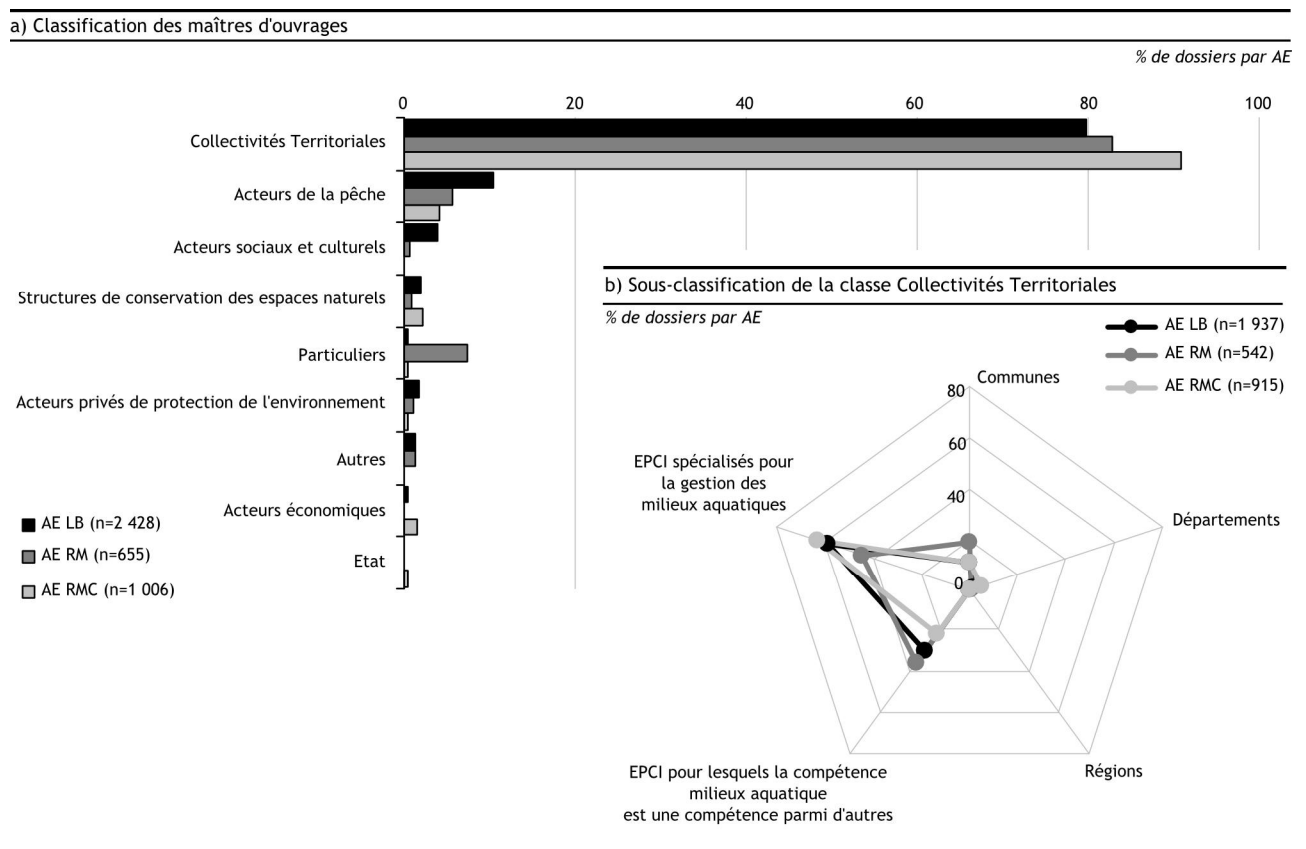 a) Classification des maîtres d'ouvrages
% de dossiers par AE
0 20 40 60 80 100
Collectivités Territoriales
Acteurs de la pêche
Acteurs sociaux et culturels
Structures de conservation des espaces naturels
Particuliers
Acteurs privés de protection de l'environnement
Autres
Acteurs économiques
Etat
AE LB (n=2 428)
AE RM (n=655)
AE RMC (n=1 006)
b) Sous-classification de la classe Collectivités Territoriales
% de dossiers par AE
AE LB (n=1 937)
AE RM (n=542)
AE RMC (n=915)
Communes
80
60
40
0
Départements
Régions
EPCI pour lesquels la compétence
milieux aquatique
est une compétence parmi d'autres
EPCI spécialisés pour
la gestion des
milieux aquatiques